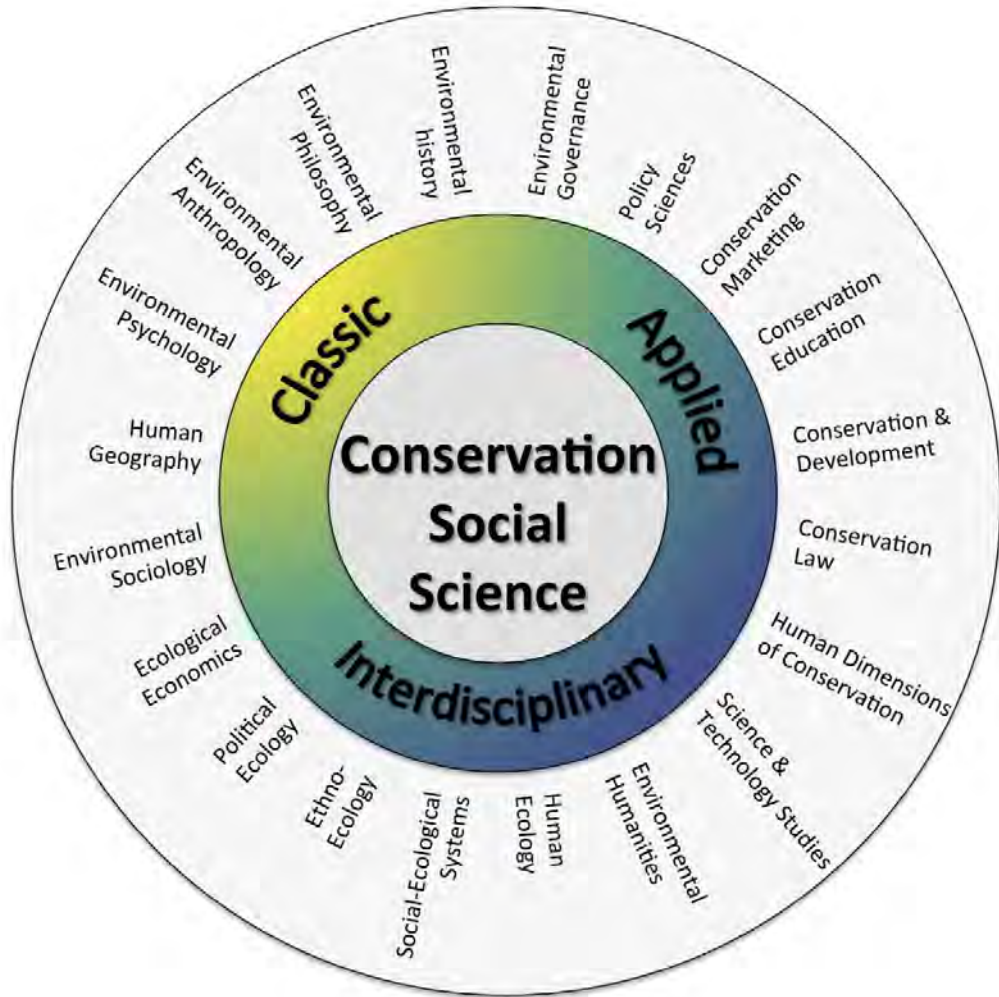 Conservation
Social
Science
Classic
Applied
Interdisciplinary
Environmental
history
Environmental
Governance
Policy
Sciences
Conservation
Marketing
Conservation
Education
Conservation &
Development
Conservation
Law
Human Dimensions
of Conservation
Science &
Technology Studies
Environmental
Humanities
Human
Ecology
Social-Ecological
Systems
Ethno-
Ecology
Political
Ecology
Ecological
Economics
Environmental
Sociology
Human
Geography
Environmental
Psychology
Environmental
Anthropology
Environmental
Philosophy